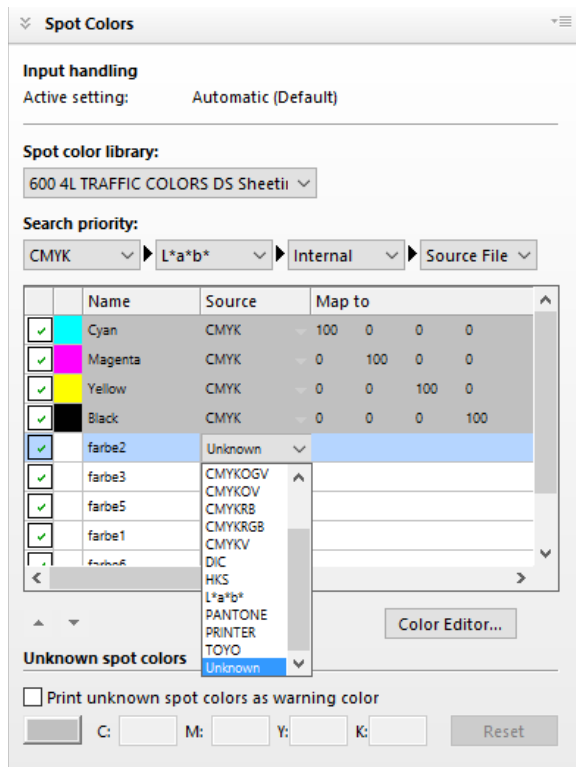 Spot Colors
Input handling
Active setting: Automatic (Default)
Spot color library:
600 4L TRAFFIC COLORS DS Sheetin
Search priority:
CMYK L*a*b* Internal Source File
Name Source Map to
Cyan CMYK 100 0 0 0
Magenta CMYK 0 100 0 0
Yellow CMYK 0 0 100 0
Black CMYK 0 0 0 100
farbe2 Unknown
farbe3 CMYKOGV
CMYKOV
farbe5 CMYKRB
CMYKRGB
CMYKV
farbe1 DIC
farbe6 HKS
L*a*b*
PANTONE
PRINTER
Color Editor...
TOYO
Unknown spot colors Unknown
Print unknown spot colors as warning color
C: M: Y: K: Reset